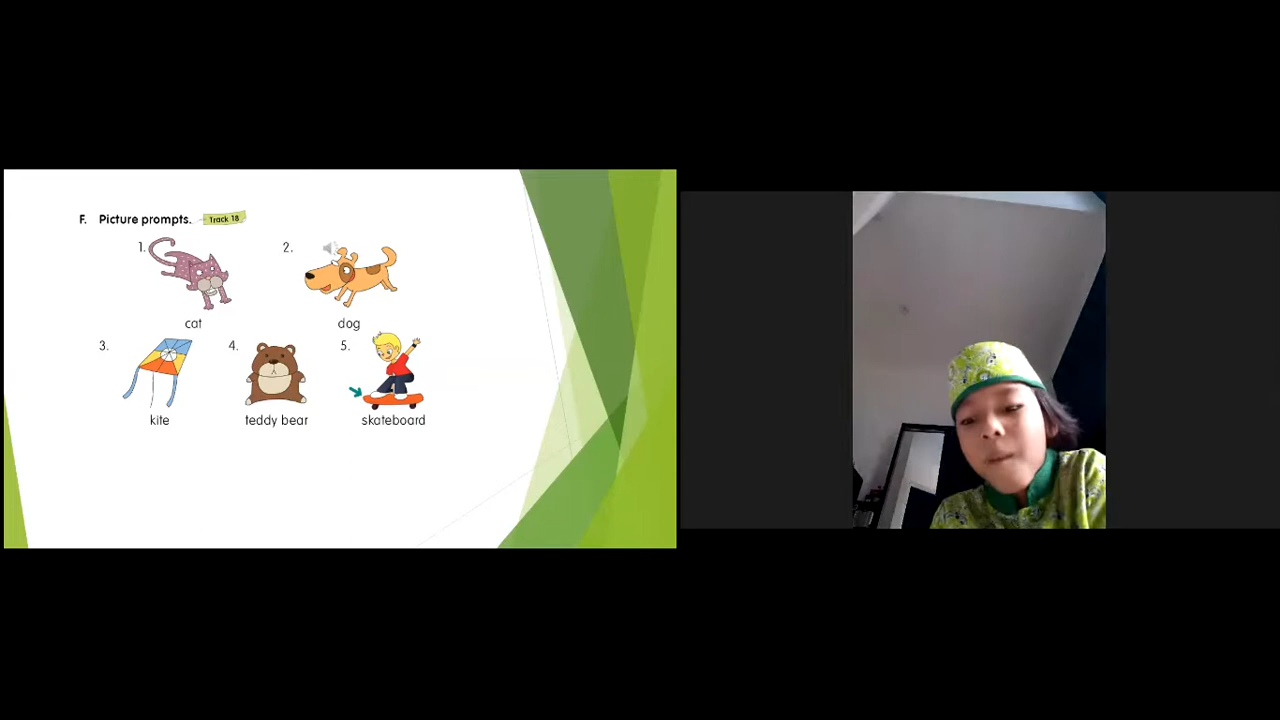 F. Picture prompts. Track 18
1. 2.
cat dog
3. 4. 5.
kite teddy bear skateboard